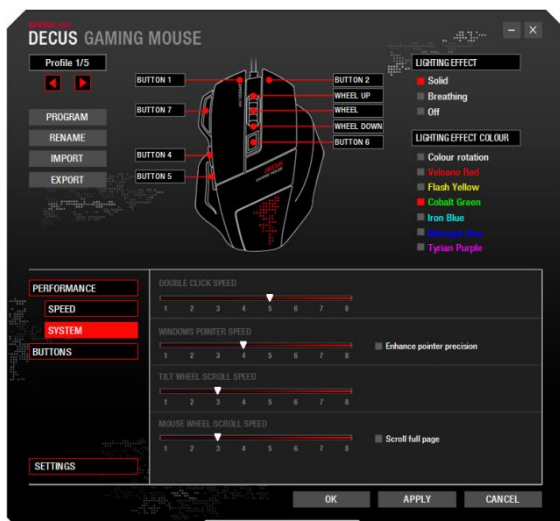 SPEEDLINK
DECUS GAMING MOUSE
Profile 1/5
PROGRAM
RENAME
IMPORT
EXPORT
BUTTON 1
BUTTON 7
BUTTON 4
BUTTON 5
BUTTON 2
WHEEL UP
WHEEL
WHEEL DOWN
BUTTON 6
DECUS
GAMING MOUSE
LIGHTING EFFECT
Solid
Breathing
Off
LIGHTING EFFECT COLOUR
Colour rotation
Volcano Red
Flash Yellow
Cobalt Green
Iron Blue
Midnight Blue
Tyrian Purple
PERFORMANCE
SPEED
SYSTEM
BUTTONS
SETTINGS
DOUBLE CLICK SPEED
1 2 3 4 5 6 7 8
WINDOWS POINTER SPEED
1 2 3 4 5 6 7 8
Enhance pointer precision
TILT WHEEL SCROLL SPEED
1 2 3 4 5 6 7 8
MOUSE WHEEL SCROLL SPEED
1 2 3 4 5 6 7 8
Scroll full page
OK APPLY CANCEL